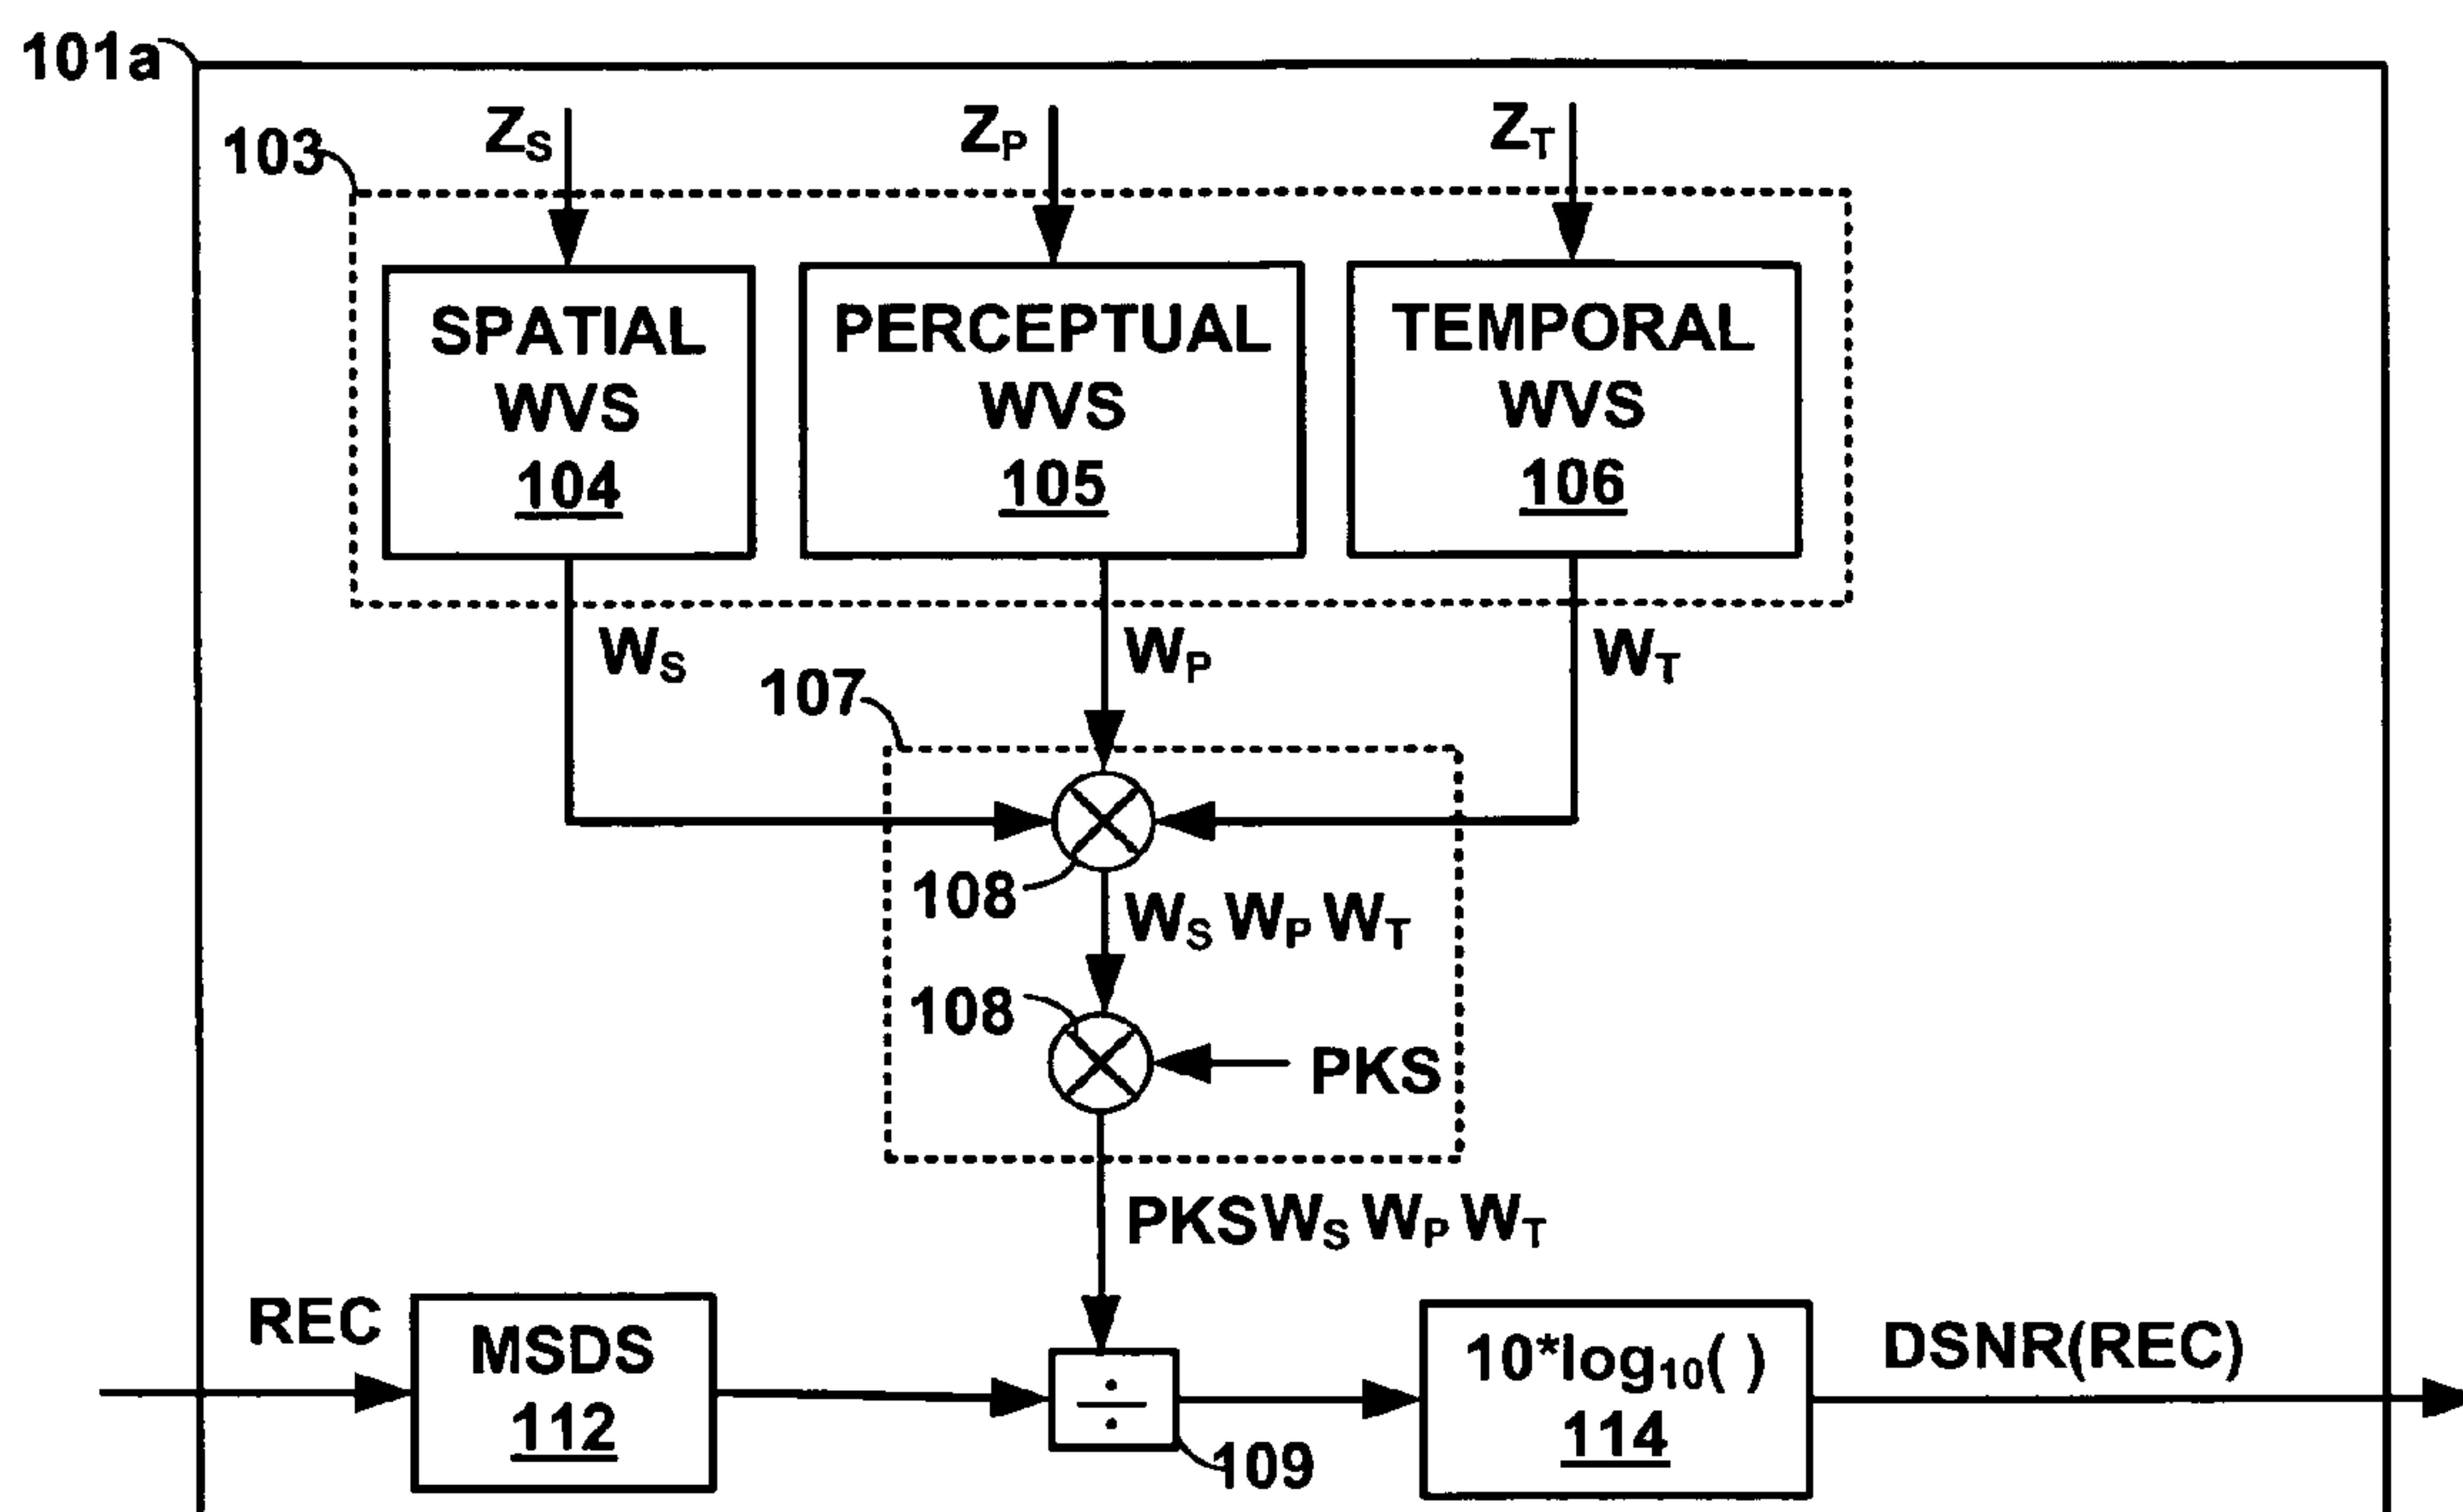 101a
103
ZS
ZP
ZT
SPATIAL
WVS
104
PERCEPTUAL
WVS
105
TEMPORAL
WVS
106
WS
WP
WT
107
108
WS WP WT
108
PKS
PKSWS WP WT
REC
MSDS
112
÷
109
10*log10( )
114
DSNR(REC)